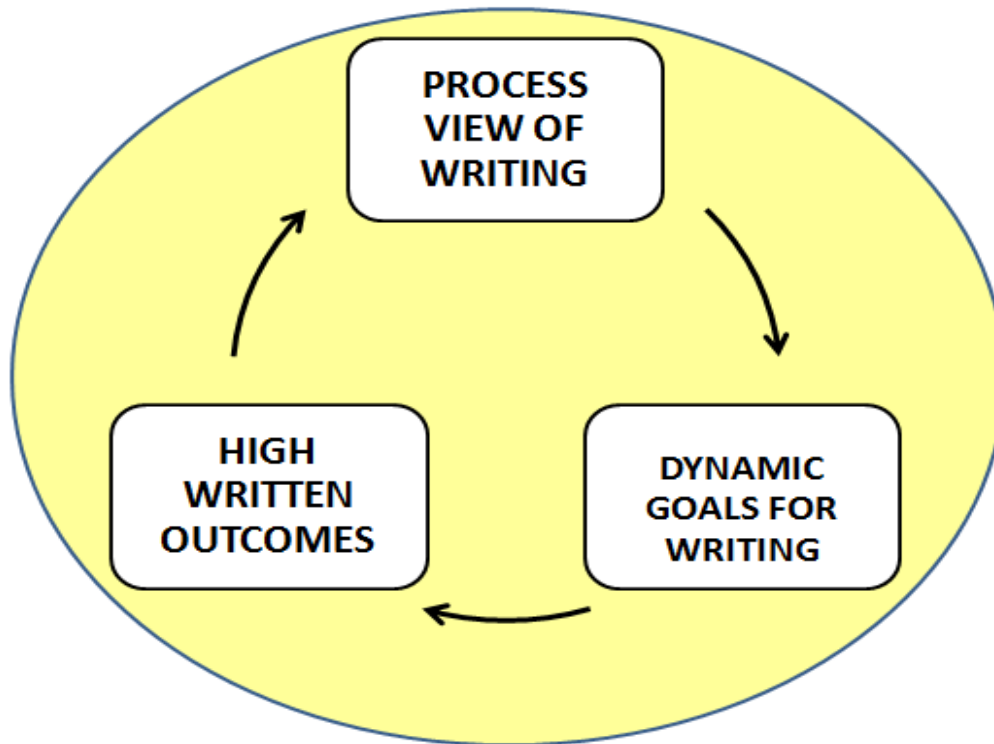 PROCESS
VIEW OF
WRITING
HIGH
WRITTEN
OUTCOMES
DYNAMIC
GOALS FOR
WRITING